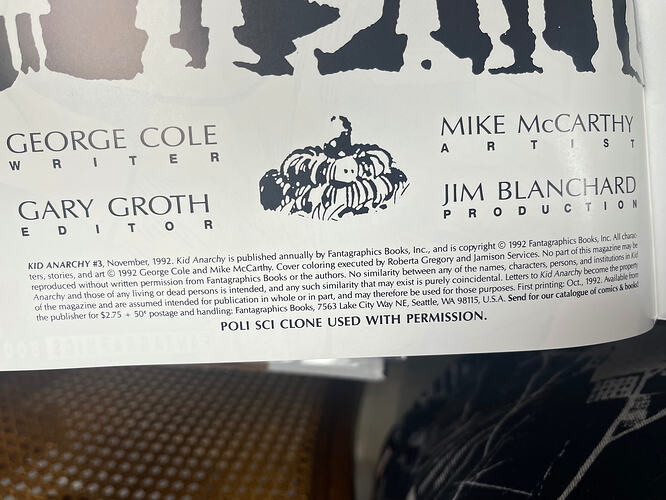 GEORGE COLE
WRITER
MIKE McCARTHY
ARTIST
GARY GROTH
EDITOR
JIM BLANCHARD
PRODUCTION
KID ANARCHY #3, November, 1992. Kid Anarchy is published annually by Fantagraphics Books, Inc., and is copyright © 1992 Fantagraphics Books, Inc. All charac-
ters, stories, and art © 1992 George Cole and Mike McCarthy. Cover coloring executed by Roberta Gregory and Jamison Services. No part of this magazine may be
reproduced without written permission from Fantagraphics Books or the authors. No similarity between any of the names, characters, persons, and institutions in Kid
Anarchy and those of any living or dead persons is intended, and any such similarity that may exist is purely coincidental. Letters to Kid Anarchy become the property
of the magazine and are assumed intended for publication in whole or in part, and may therefore be used for those purposes. First printing: Oct., 1992. Available from
the publisher for $2.75 + 50¢ postage and handling: Fantagraphics Books, 7563 Lake City Way NE, Seattle, WA 98115, U.S.A. Send for our catalogue of comics & books!
POLI SCI CLONE USED WITH PERMISSION.